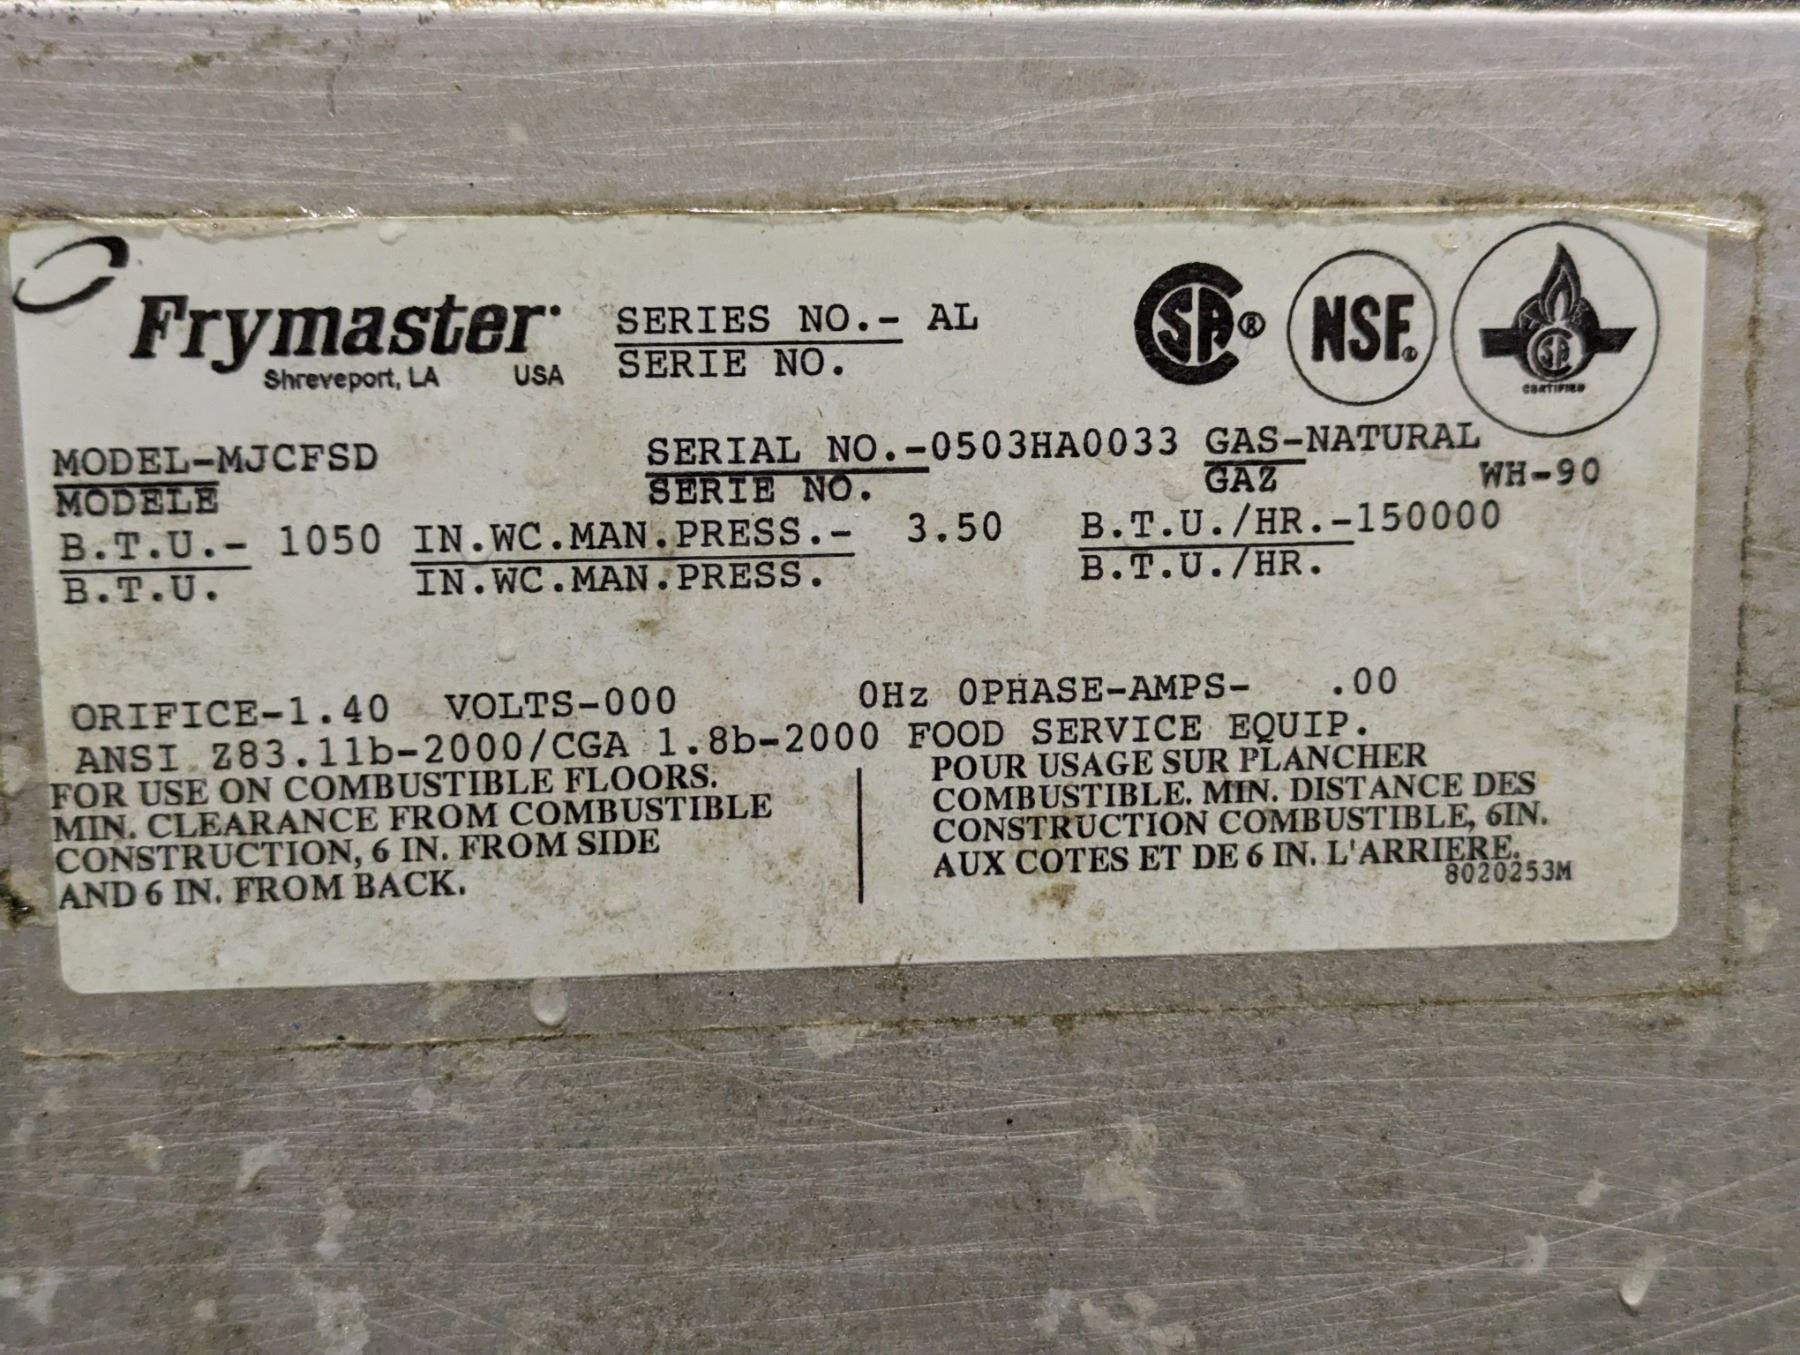 Frymaster
Shreveport, LA USA
SERIES NO.- AL
SERIE NO.
CSA® NSF® CSA CERTIFIED
MODEL-MJCFSD SERIAL NO.-0503HA0033 GAS-NATURAL
MODELE SERIE NO. GAZ WH-90
B.T.U.- 1050 IN.WC.MAN.PRESS.- 3.50 B.T.U./HR.-150000
B.T.U. IN.WC.MAN.PRESS. B.T.U./HR.
ORIFICE-1.40 VOLTS-000 0Hz 0PHASE-AMPS- .00
ANSI Z83.11b-2000/CGA 1.8b-2000 FOOD SERVICE EQUIP.
FOR USE ON COMBUSTIBLE FLOORS.
MIN. CLEARANCE FROM COMBUSTIBLE
CONSTRUCTION, 6 IN. FROM SIDE
AND 6 IN. FROM BACK.
POUR USAGE SUR PLANCHER
COMBUSTIBLE. MIN. DISTANCE DES
CONSTRUCTION COMBUSTIBLE, 6IN.
AUX COTES ET DE 6 IN. L'ARRIERE.
8020253M